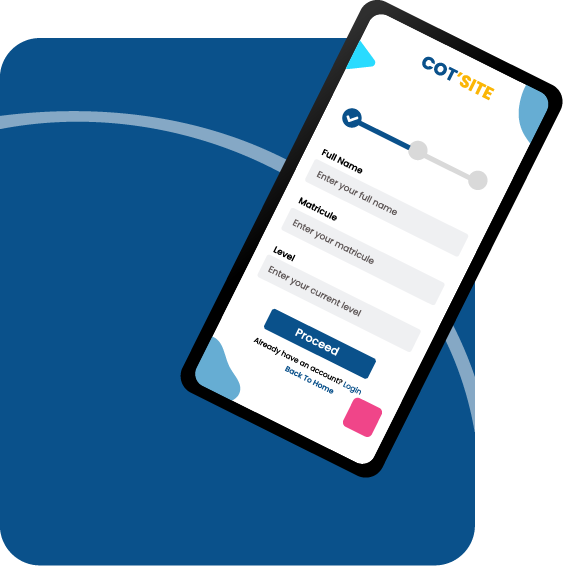 COT'SITE
Full Name
Enter your full name
Matricule
Enter your matricule
Level
Enter your current level
Proceed
Already have an account? Login
Back To Home